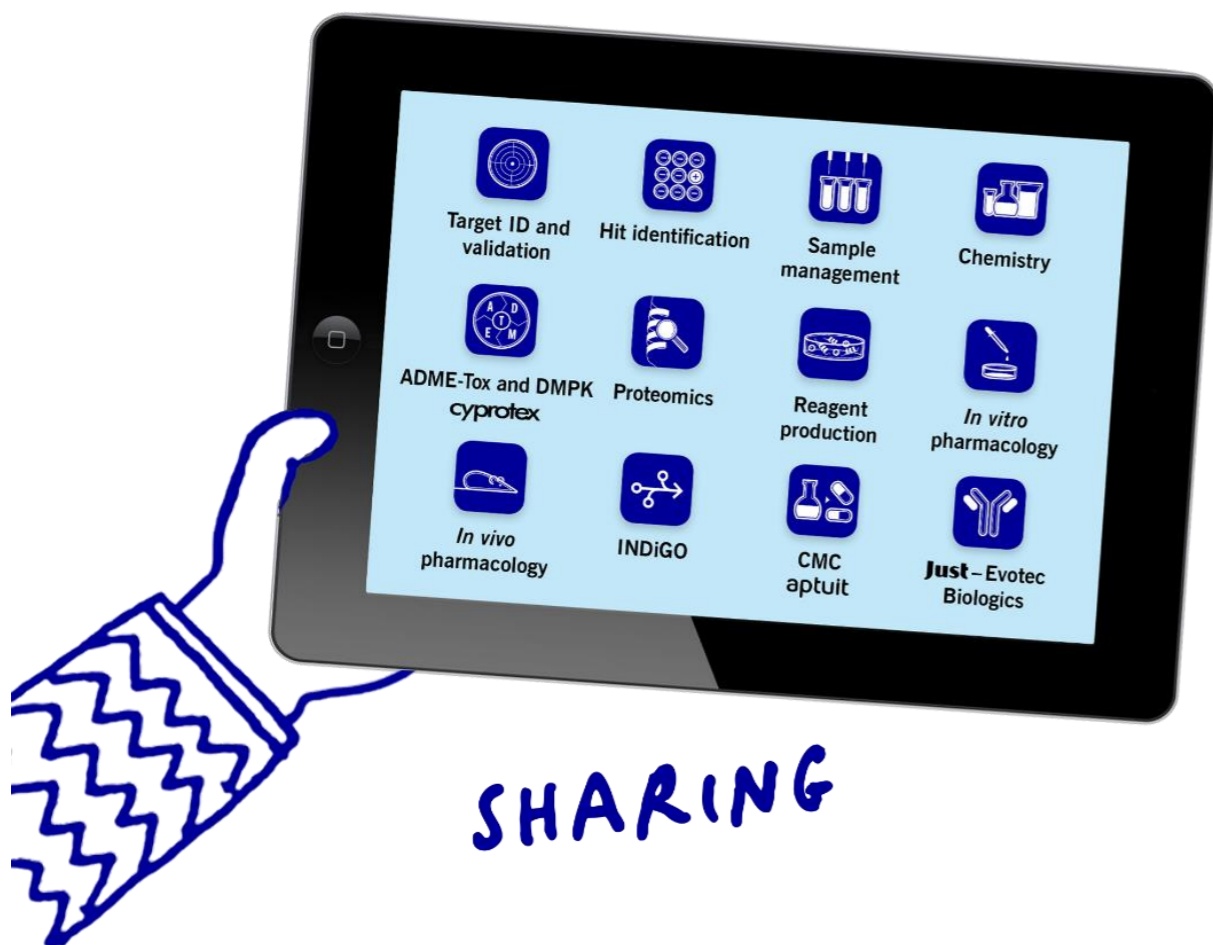 Target ID and
validation
Hit identification
Sample
management
Chemistry
A D
T
E M
ADME-Tox and DMPK
cyprotex
Proteomics
Reagent
production
In vitro
pharmacology
In vivo
pharmacology
INDiGO
CMC
aptuit
Just – Evotec
Biologics
SHARING